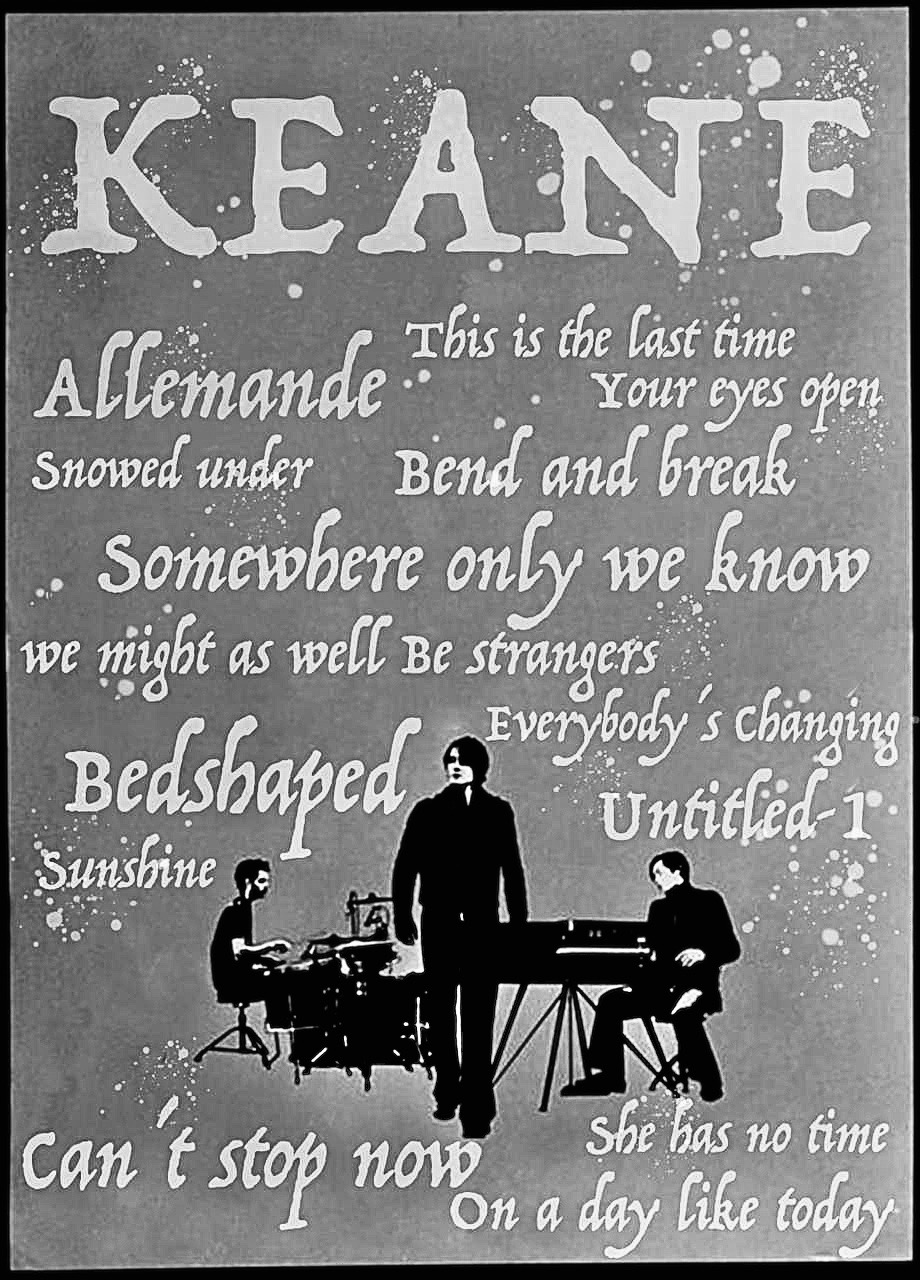 KEANE
This is the last time
Allemande
Your eyes open
Snowed under
Bend and break
Somewhere only we know
we might as well Be strangers
Everybody´s Changing
Bedshaped
Untitled-1
Sunshine
Can´t stop now
She has no time
On a day like today